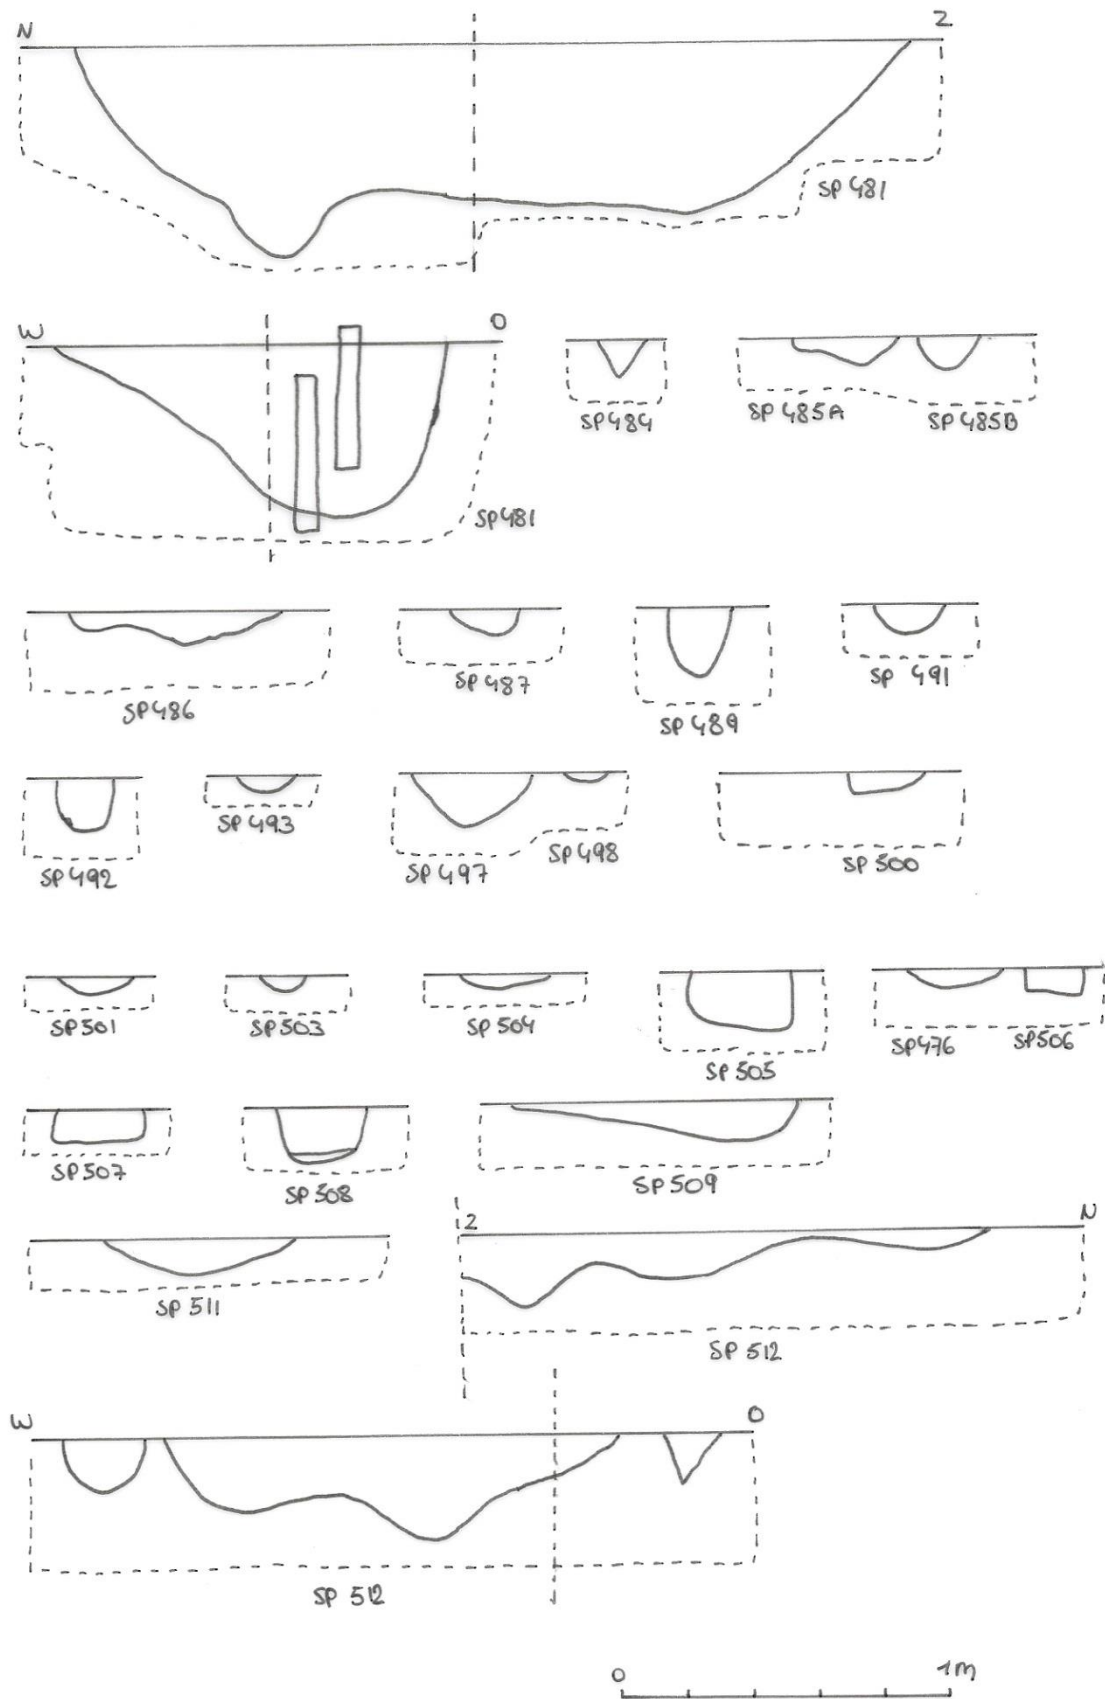 N Z
SP 481
W O
SP 481
SP 484
SP 485A SP 485B
SP 486
SP 487
SP 489
SP 491
SP 492
SP 493
SP 497 SP 498
SP 500
SP 501
SP 503
SP 504
SP 505
SP 476 SP 506
SP 507
SP 508
SP 509
SP 511
Z N
SP 512
W O
SP 512
0 1m